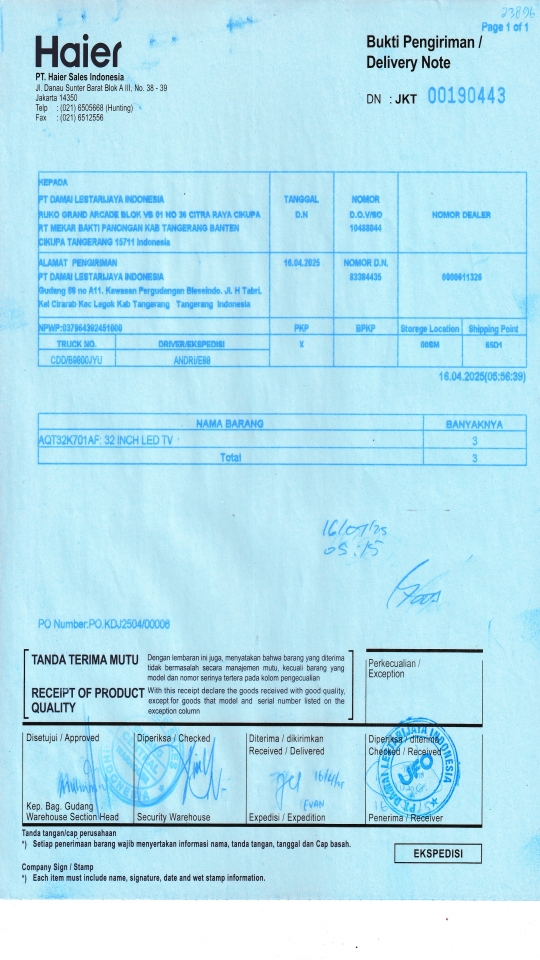 23896
Page 1 of 1
Haier
Bukti Pengiriman /
Delivery Note
PT. Haier Sales Indonesia
Jl. Danau Sunter Barat Blok A III, No. 38 - 39
Jakarta 14350
Telp : (021) 6505668 (Hunting)
Fax : (021) 6512556
DN : JKT 00190443
KEPADA
PT DAMAI LESTARIJAYA INDONESIA
RUKO GRAND ARCADE BLOK VB 01 NO 36 CITRA RAYA CIKUPA
RT MEKAR BAKTI PANONGAN KAB TANGERANG BANTEN
CIKUPA TANGERANG 15711 Indonesia
TANGGAL
D.N
NOMOR
D.O.V/SO
10488044
NOMOR DEALER
ALAMAT PENGIRIMAN
PT DAMAI LESTARIJAYA INDONESIA
Gudang 88 no A11. Kawasan Pergudangan Blessindo. Jl. H Tabri.
Kel Cirarab Kec Legok Kab Tangerang Tangerang Indonesia
16.04.2025
NOMOR D.N.
83384435
8800611326
NPWP:037964392451000
PKP
BPKP
Storege Location
Shipping Point
TRUCK NO.
DRIVER/EKSPEDISI
X
65D1
CDD/B9600JYU
ANDRI/E88
16.04.2025(05:56:39)
NAMA BARANG
BANYAKNYA
AQT32K701AF: 32 INCH LED TV
3
Total
3
05:15
PO Number:PO.KDJ2504/00006
TANDA TERIMA MUTU
Dengan lembaran ini juga, menyatakan bahwa barang yang diterima
tidak bermasalah secara manajemen mutu, kecuali barang yang
model dan nomor serinya tertera pada kolom pengecualian
RECEIPT OF PRODUCT
QUALITY
With this receipt declare the goods received with good quality,
except for goods that model and serial number listed on the
exception column
Perkecualian /
Exception
Disetujui / Approved
Diperiksa / Checked
Diterima / dikirimkan
Received / Delivered
Diperiksa / diterima
Checked / Received
PT. DAMAI LESTARIJAYA INDONESIA
UFO
EVAN
Kep. Bag. Gudang
Warehouse Section Head
Security Warehouse
Expedisi / Expedition
Penerima / Receiver
Tanda tangan/cap perusahaan
*) Setiap penerimaan barang wajib menyertakan informasi nama, tanda tangan, tanggal dan Cap basah.
EKSPEDISI
Company Sign / Stamp
*) Each item must include name, signature, date and wet stamp information.